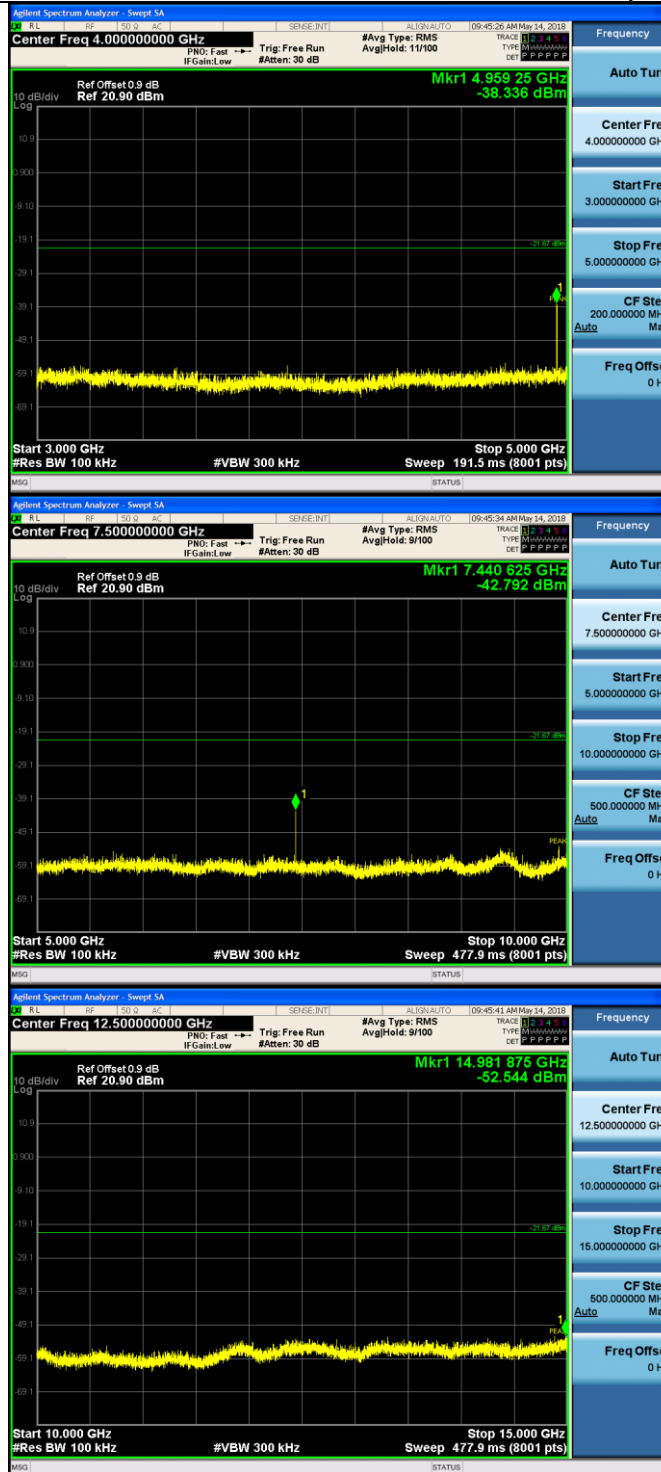 Agilent Spectrum Analyzer - Swept SA
RL RF 50 Ω AC SENSE:INT ALIGN AUTO 09:45:26 AM May 14, 2018
Center Freq 4.000000000 GHz #Avg Type: RMS TRACE 1 2 3 4 5 6
PNO: Fast Trig: Free Run Avg|Hold: 11/100 TYPE M
IFGain:Low #Atten: 30 dB DET P P P P P P
Mkr1 4.959 25 GHz
Ref Offset 0.9 dB
10 dB/div Ref 20.90 dBm -38.336 dBm
Log
10.9
0.900
-9.10
-19.1
-21.67 dBm
-29.1
-39.1
1
PEAK
-49.1
-59.1
-69.1
Start 3.000 GHz Stop 5.000 GHz
#Res BW 100 kHz #VBW 300 kHz Sweep 191.5 ms (8001 pts)
MSG STATUS
Frequency
Auto Tun
Center Fre
4.000000000 GH
Start Fre
3.000000000 GH
Stop Fre
5.000000000 GH
CF Ste
200.000000 MH
Auto Ma
Freq Offse
0 H
Agilent Spectrum Analyzer - Swept SA
RL RF 50 Ω AC SENSE:INT ALIGN AUTO 09:45:34 AM May 14, 2018
Center Freq 7.500000000 GHz #Avg Type: RMS TRACE 1 2 3 4 5 6
PNO: Fast Trig: Free Run Avg|Hold: 9/100 TYPE M
IFGain:Low #Atten: 30 dB DET P P P P P P
Mkr1 7.440 625 GHz
Ref Offset 0.9 dB
10 dB/div Ref 20.90 dBm -42.792 dBm
Log
10.9
0.900
-9.10
-19.1
-21.67 dBm
-29.1
-39.1
1
-49.1
PEAK
-59.1
-69.1
Start 5.000 GHz Stop 10.000 GHz
#Res BW 100 kHz #VBW 300 kHz Sweep 477.9 ms (8001 pts)
MSG STATUS
Frequency
Auto Tun
Center Fre
7.500000000 GH
Start Fre
5.000000000 GH
Stop Fre
10.000000000 GH
CF Ste
500.000000 MH
Auto Ma
Freq Offse
0 H
Agilent Spectrum Analyzer - Swept SA
RL RF 50 Ω AC SENSE:INT ALIGN AUTO 09:45:41 AM May 14, 2018
Center Freq 12.500000000 GHz #Avg Type: RMS TRACE 1 2 3 4 5 6
PNO: Fast Trig: Free Run Avg|Hold: 9/100 TYPE M
IFGain:Low #Atten: 30 dB DET P P P P P P
Mkr1 14.981 875 GHz
Ref Offset 0.9 dB
10 dB/div Ref 20.90 dBm -52.544 dBm
Log
10.9
0.900
-9.10
-19.1
-21.67 dBm
-29.1
-39.1
-49.1
1
PEAK
-59.1
-69.1
Start 10.000 GHz Stop 15.000 GHz
#Res BW 100 kHz #VBW 300 kHz Sweep 477.9 ms (8001 pts)
MSG STATUS
Frequency
Auto Tun
Center Fre
12.500000000 GH
Start Fre
10.000000000 GH
Stop Fre
15.000000000 GH
CF Ste
500.000000 MH
Auto Ma
Freq Offse
0 H